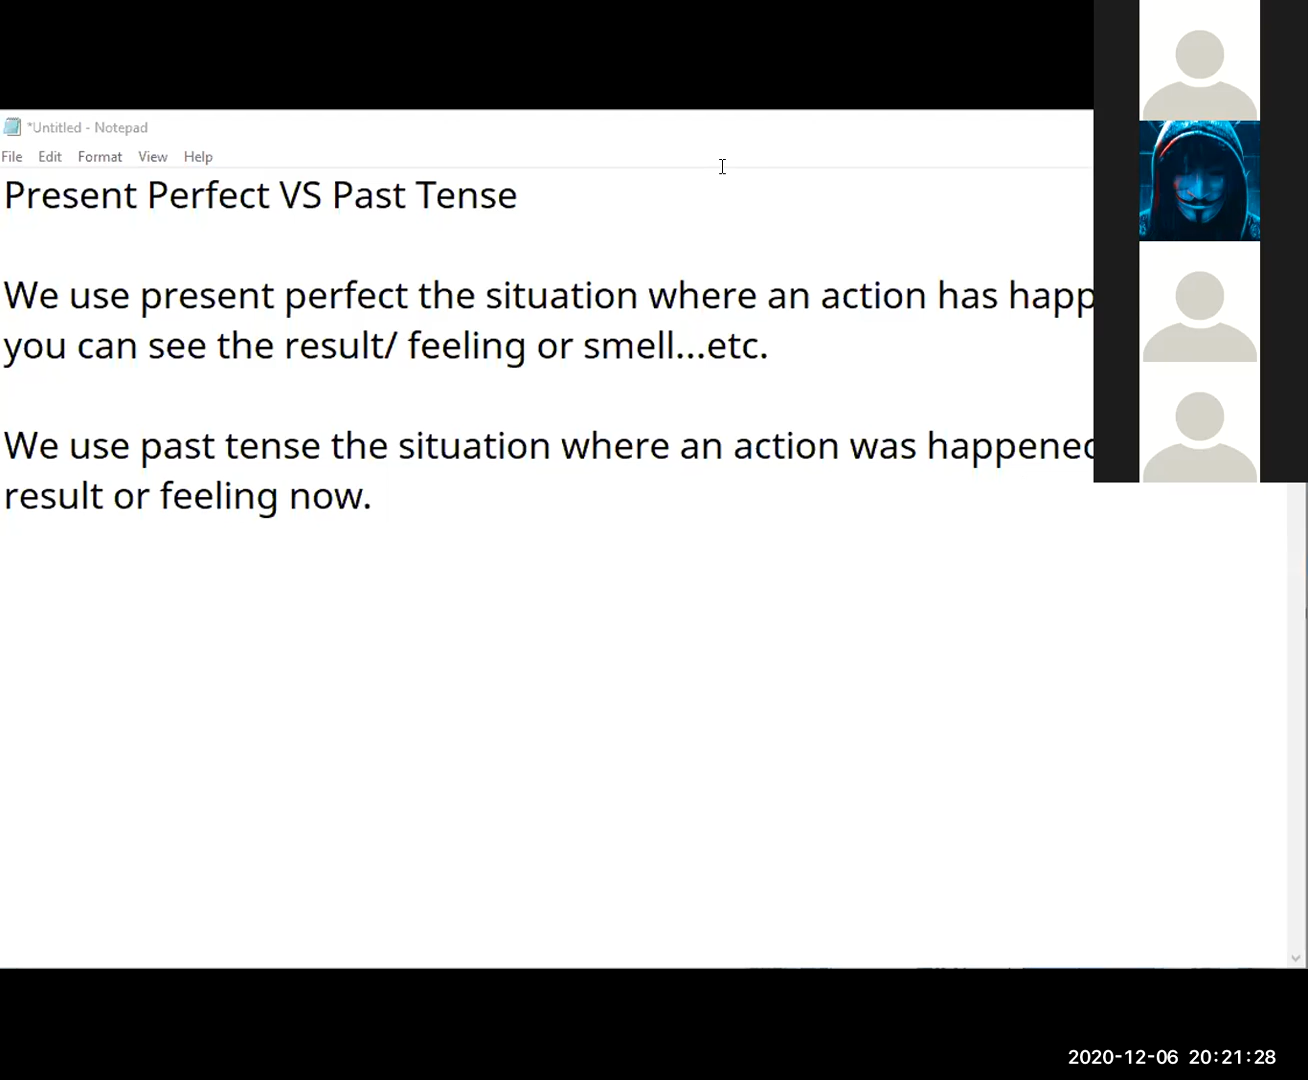 *Untitled - Notepad
File Edit Format View Help
Present Perfect VS Past Tense
We use present perfect the situation where an action has
you can see the result/ feeling or smell...etc.
We use past tense the situation where an action was happened
result or feeling now.
2020-12-06 20:21:28